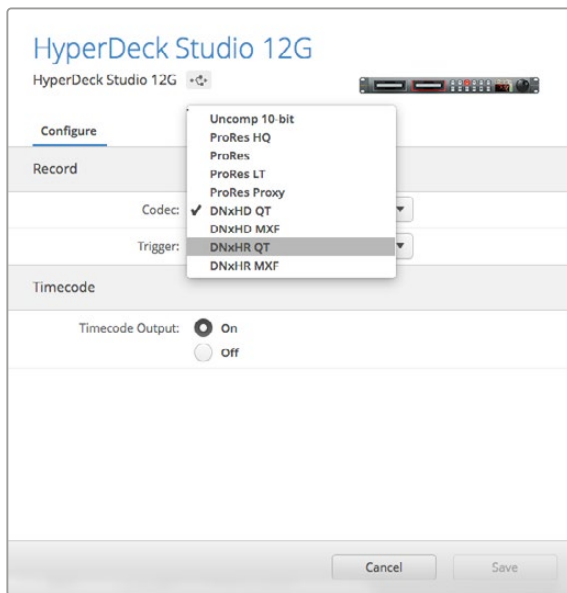 HyperDeck Studio 12G
HyperDeck Studio 12G
Configure
Record
Codec:
Uncomp 10-bit
ProRes HQ
ProRes
ProRes LT
ProRes Proxy
✔ DNxHD QT
DNxHD MXF
DNxHR QT
DNxHR MXF
Trigger:
Timecode
Timecode Output: On
Off
Cancel Save